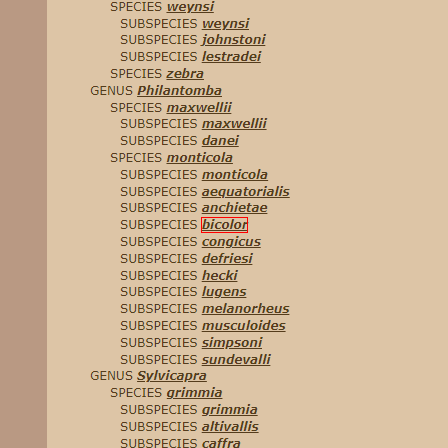 SPECIES weynsi
SUBSPECIES weynsi
SUBSPECIES johnstoni
SUBSPECIES lestradei
SPECIES zebra
GENUS Philantomba
SPECIES maxwellii
SUBSPECIES maxwellii
SUBSPECIES danei
SPECIES monticola
SUBSPECIES monticola
SUBSPECIES aequatorialis
SUBSPECIES anchietae
SUBSPECIES bicolor
SUBSPECIES congicus
SUBSPECIES defriesi
SUBSPECIES hecki
SUBSPECIES lugens
SUBSPECIES melanorheus
SUBSPECIES musculoides
SUBSPECIES simpsoni
SUBSPECIES sundevalli
GENUS Sylvicapra
SPECIES grimmia
SUBSPECIES grimmia
SUBSPECIES altivallis
SUBSPECIES caffra